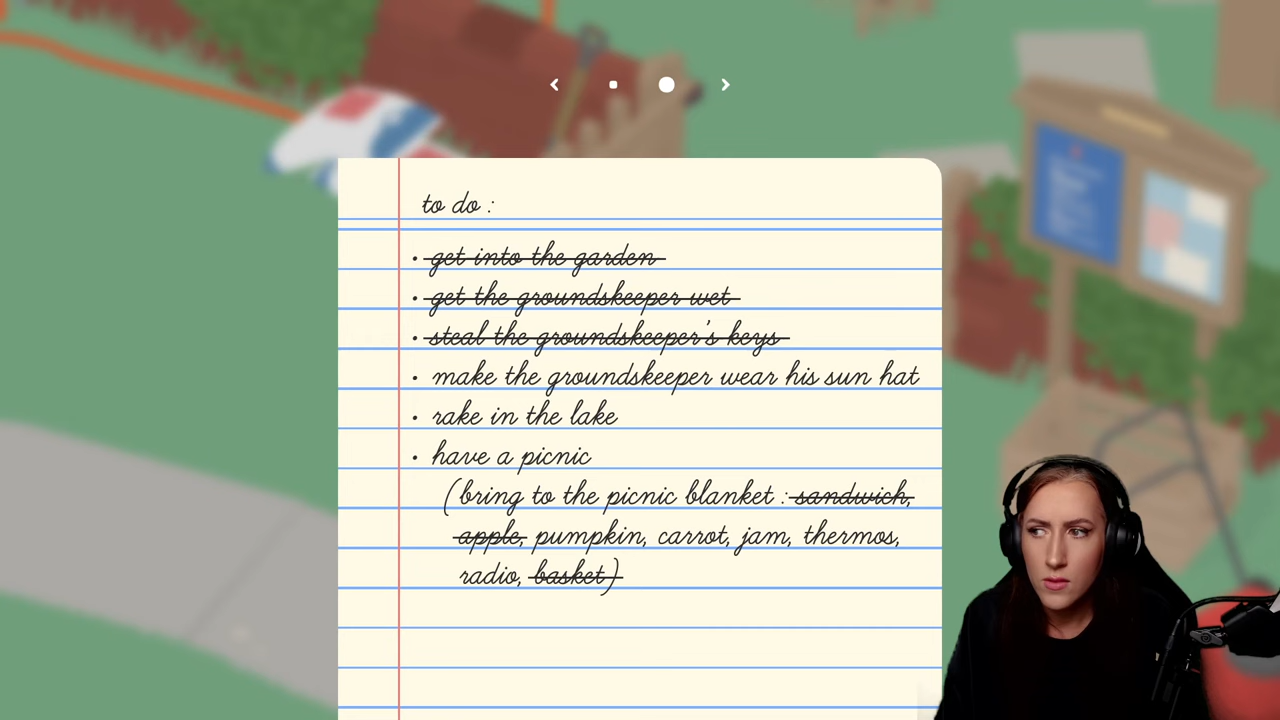 to do :
• get into the garden
• get the groundskeeper wet
• steal the groundskeeper's keys
• make the groundskeeper wear his sun hat
• rake in the lake
• have a picnic
(bring to the picnic blanket : sandwich,
apple, pumpkin, carrot, jam, thermos,
radio, basket)